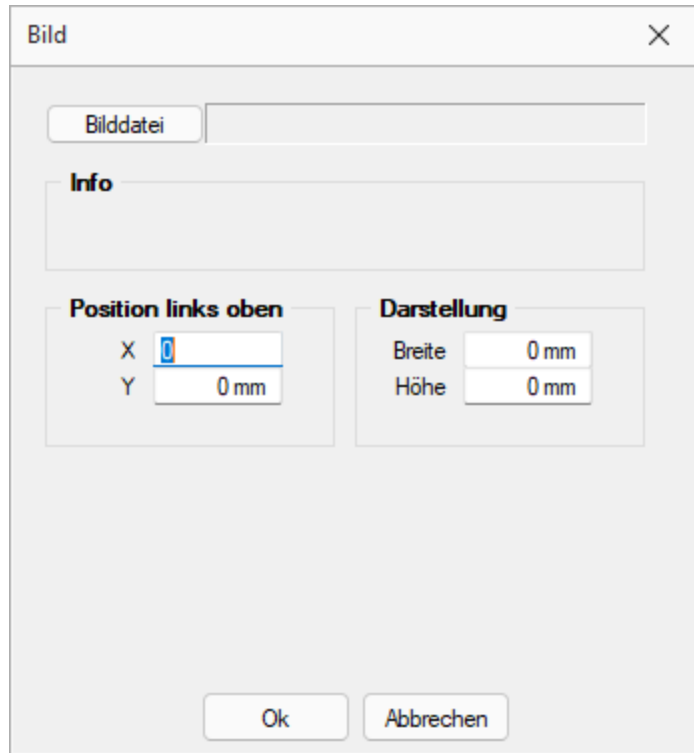 Bild
Bilddatei
Info
Position links oben
X 0
Y 0 mm
Darstellung
Breite 0 mm
Höhe 0 mm
Ok Abbrechen